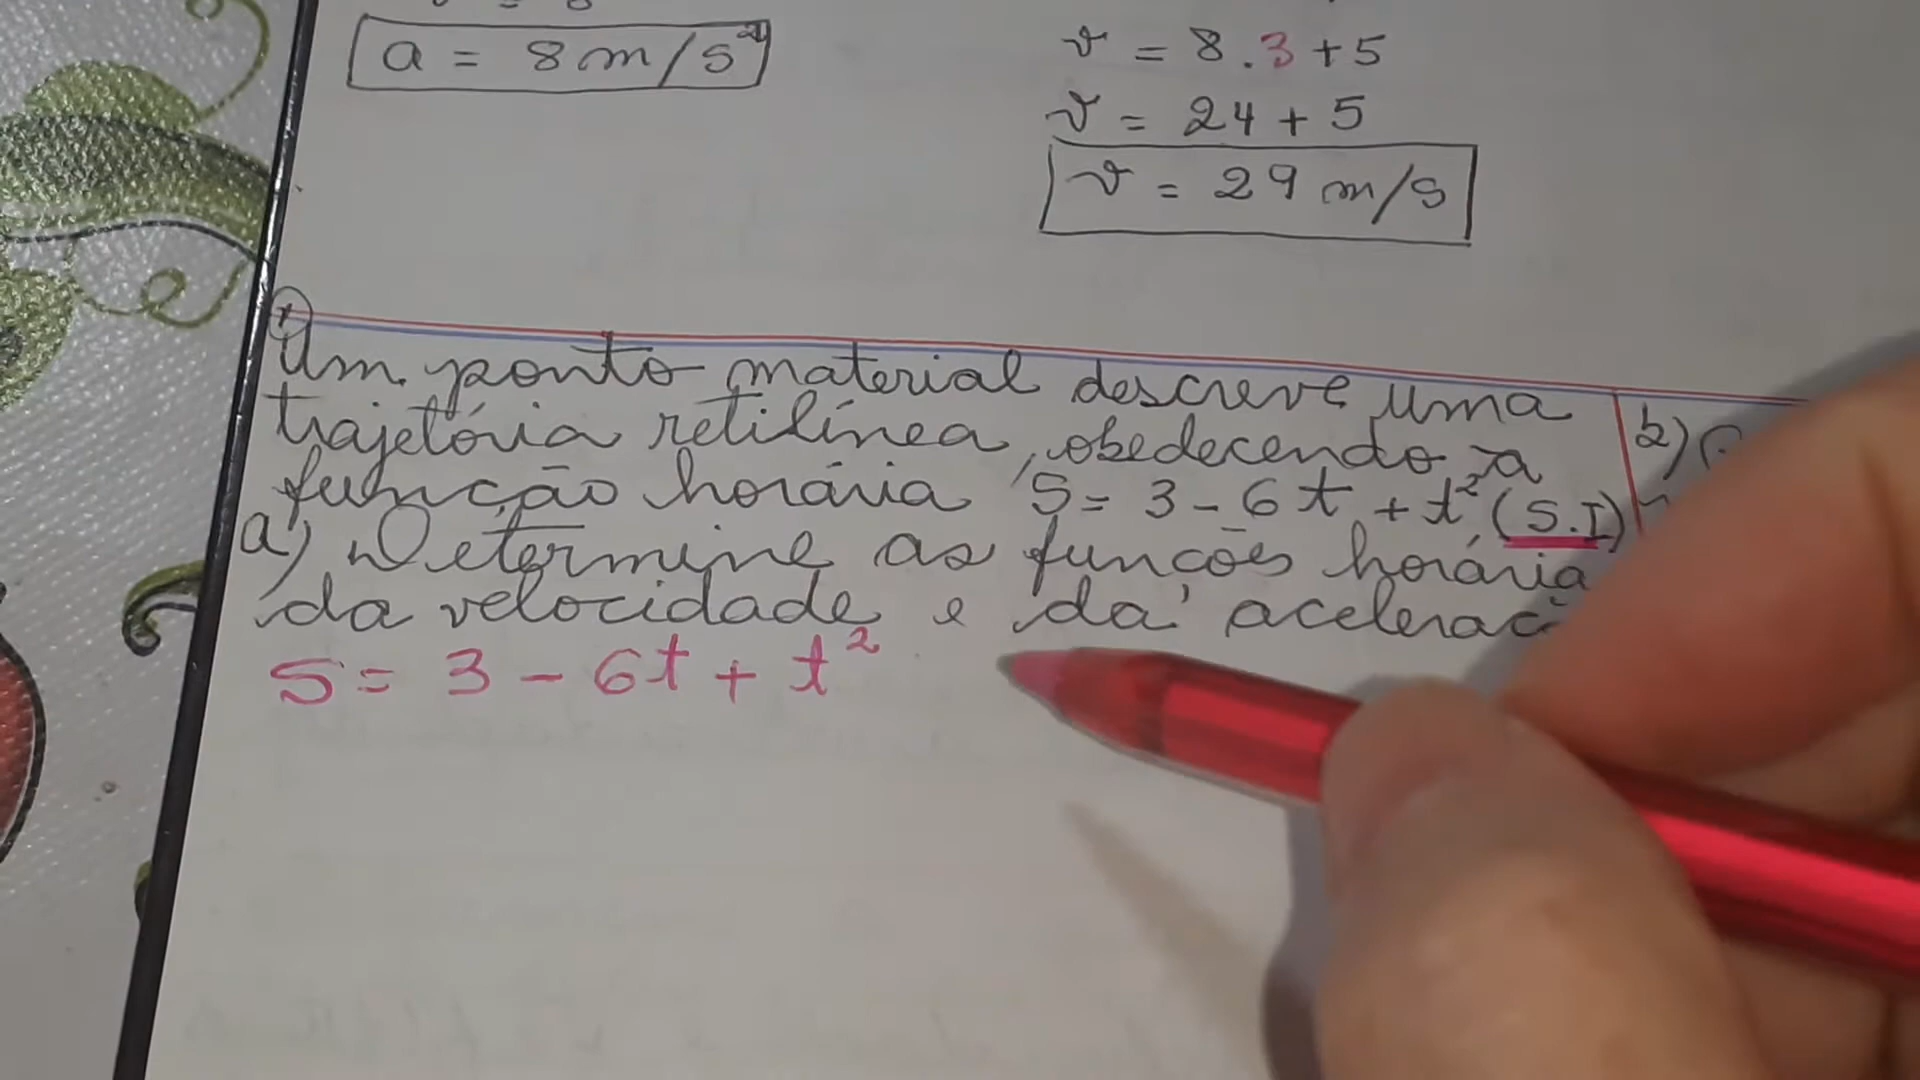 a = 8 m/s²
v = 8.3+5
v = 24+5
v = 29 m/s
Um ponto material descreve uma
trajetória retilínea, obedecendo a
função horária S = 3 - 6t + t² (S.I)
a) Determine as funções horária
da velocidade e da
S = 3 - 6t + t²
b)